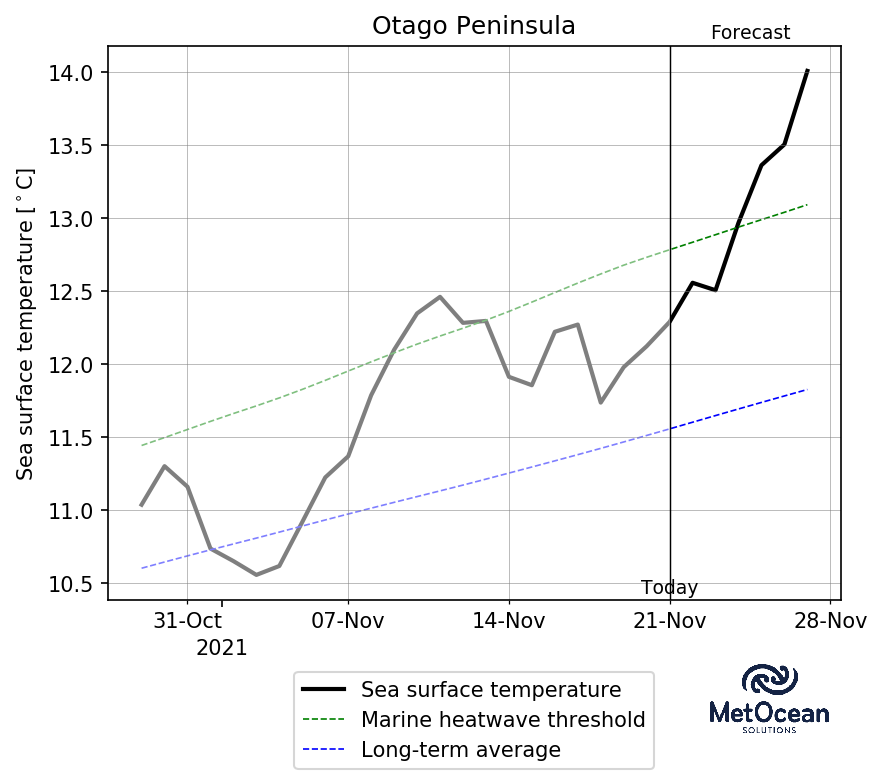 Otago Peninsula
Forecast
14.0
13.5
13.0
12.5
12.0
11.5
11.0
10.5
Sea surface temperature [°C]
Today
31-Oct 07-Nov 14-Nov 21-Nov 28-Nov
2021
Sea surface temperature
Marine heatwave threshold
Long-term average
MetOcean
SOLUTIONS